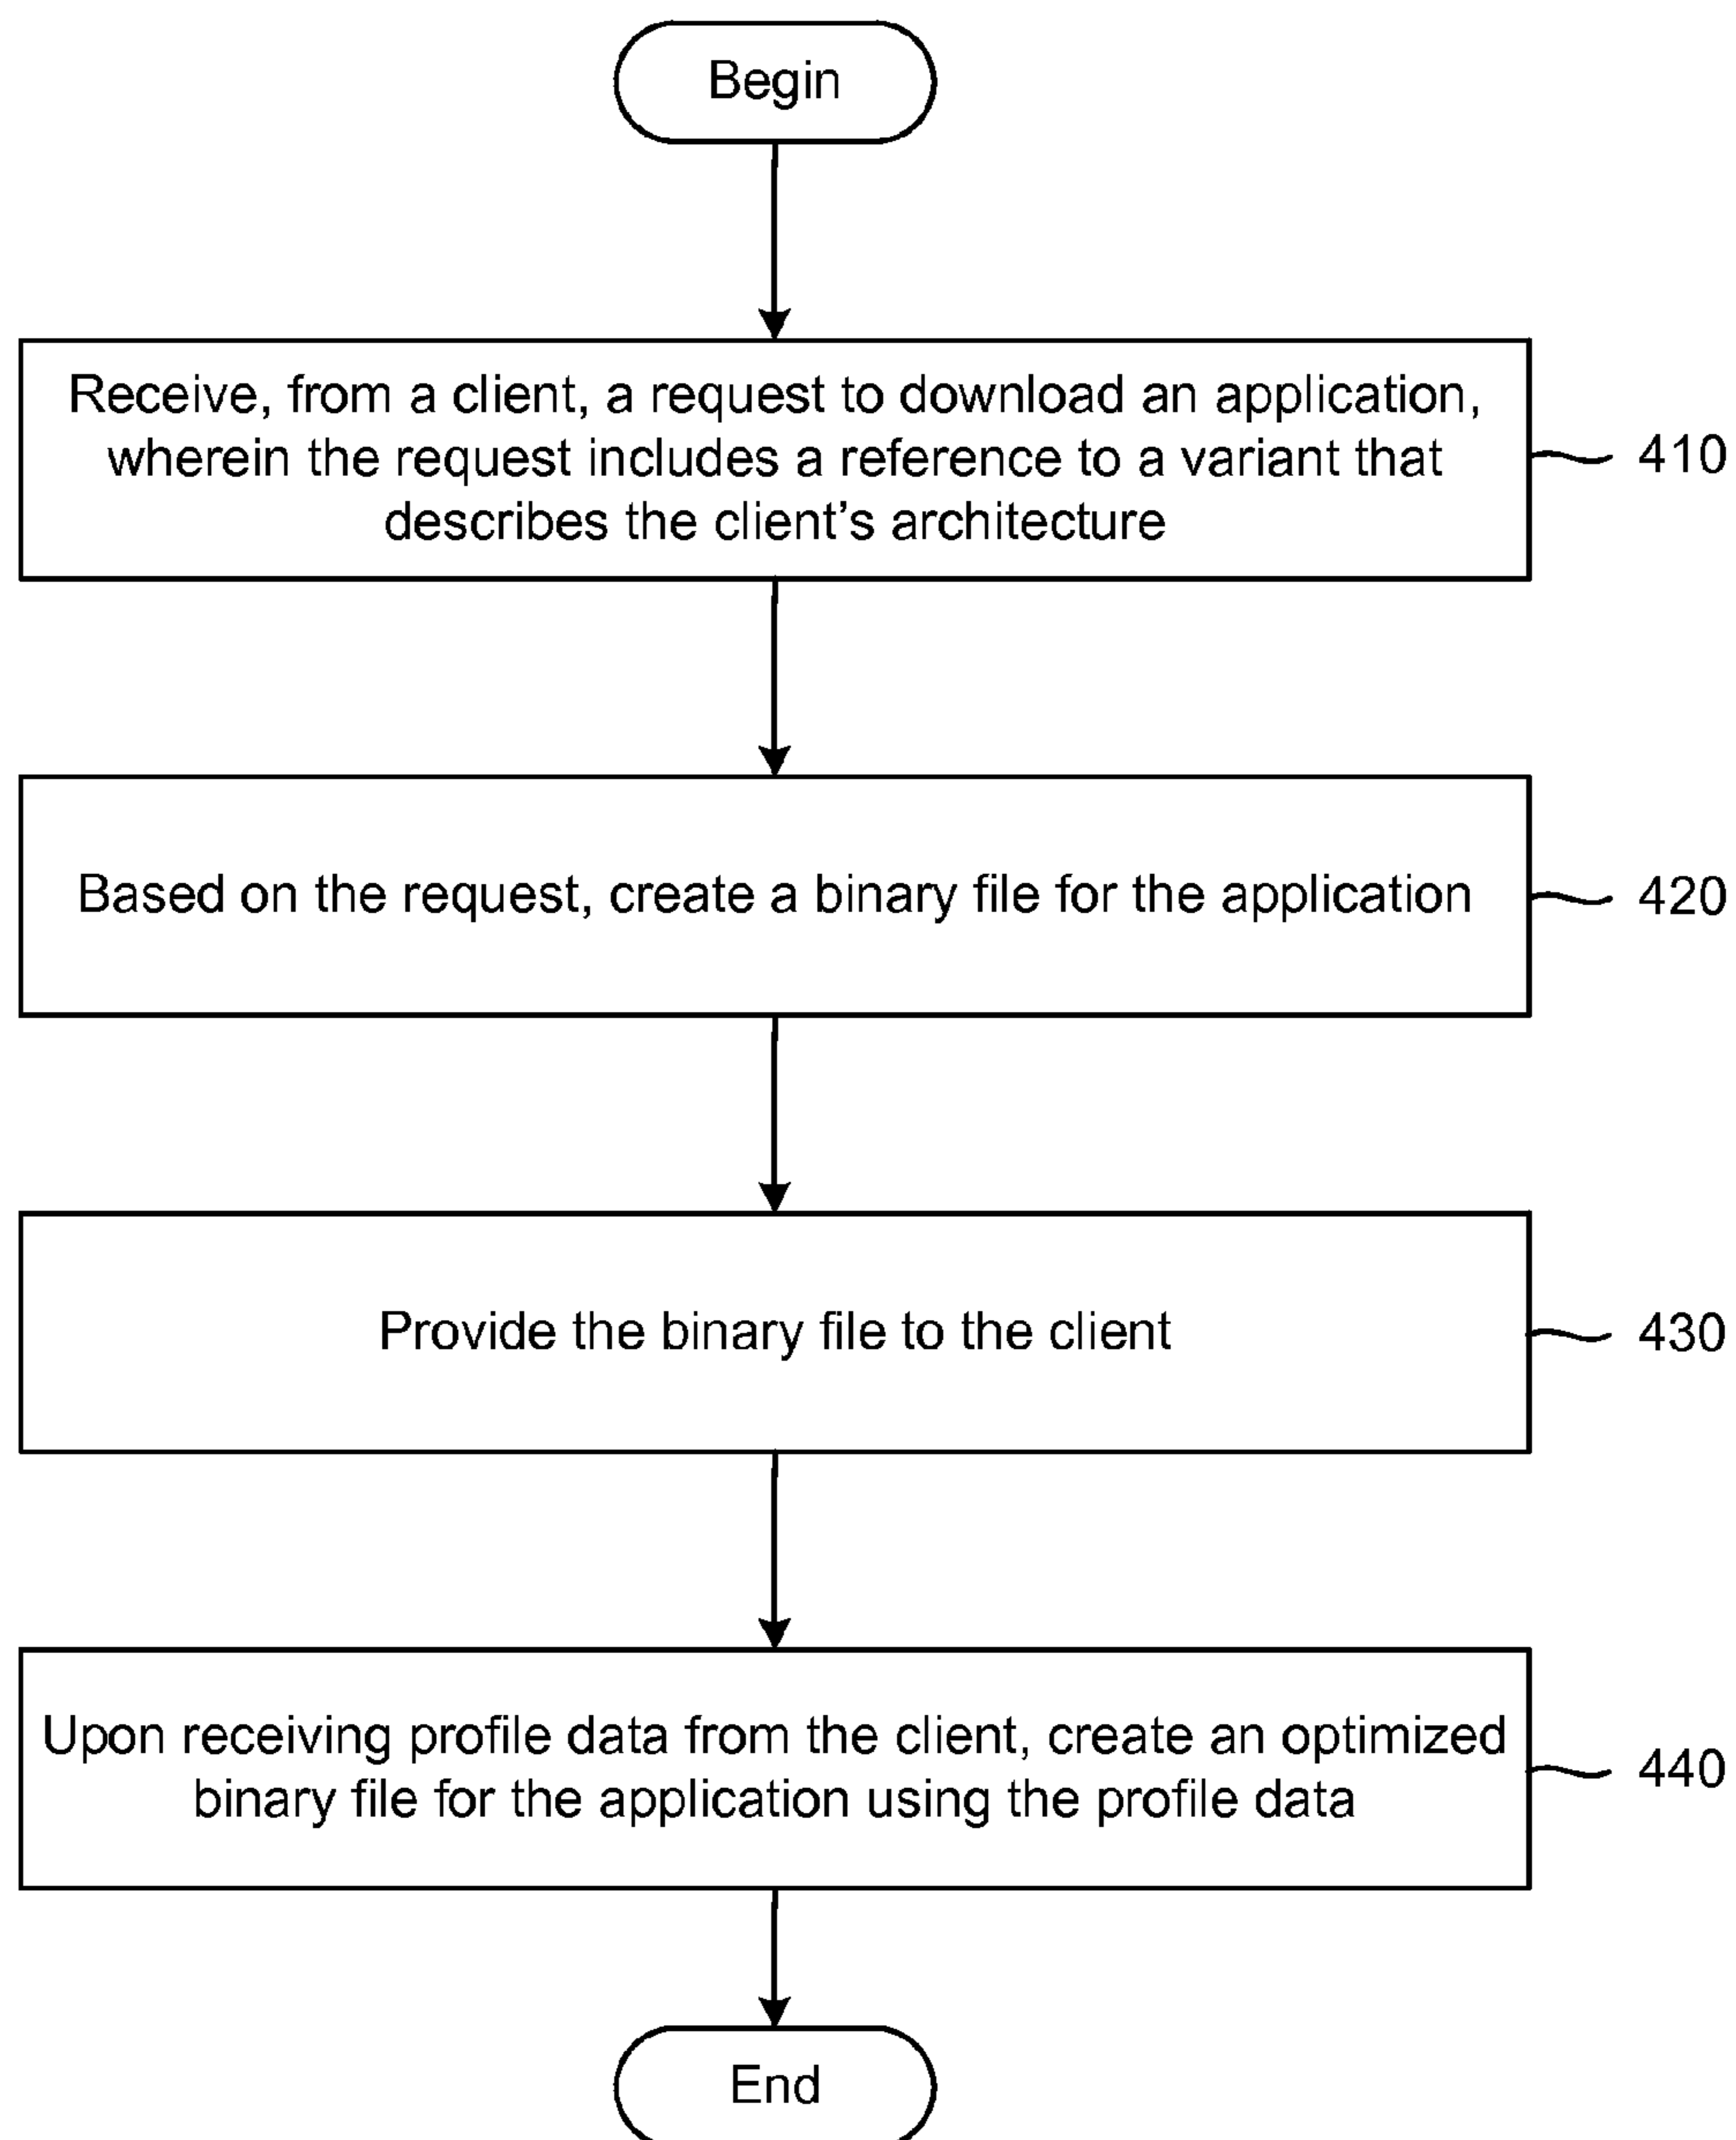 Begin
Receive, from a client, a request to download an application,
wherein the request includes a reference to a variant that
describes the client’s architecture
410
Based on the request, create a binary file for the application
420
Provide the binary file to the client
430
Upon receiving profile data from the client, create an optimized
binary file for the application using the profile data
440
End